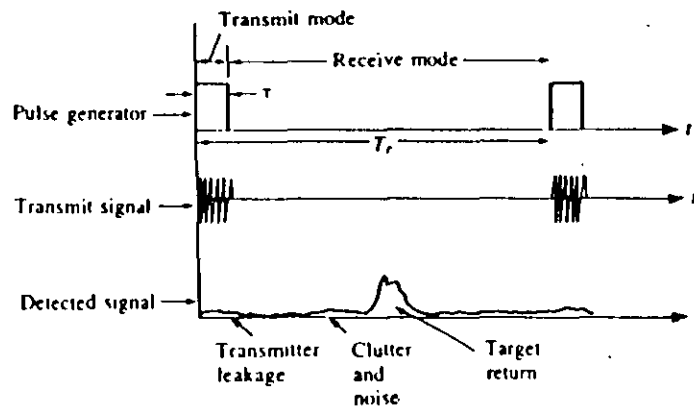 Transmit mode
Receive mode
τ
Pulse generator
t
T_r
Transmit signal
t
Detected signal
Transmitter
leakage
Clutter
and
noise
Target
return